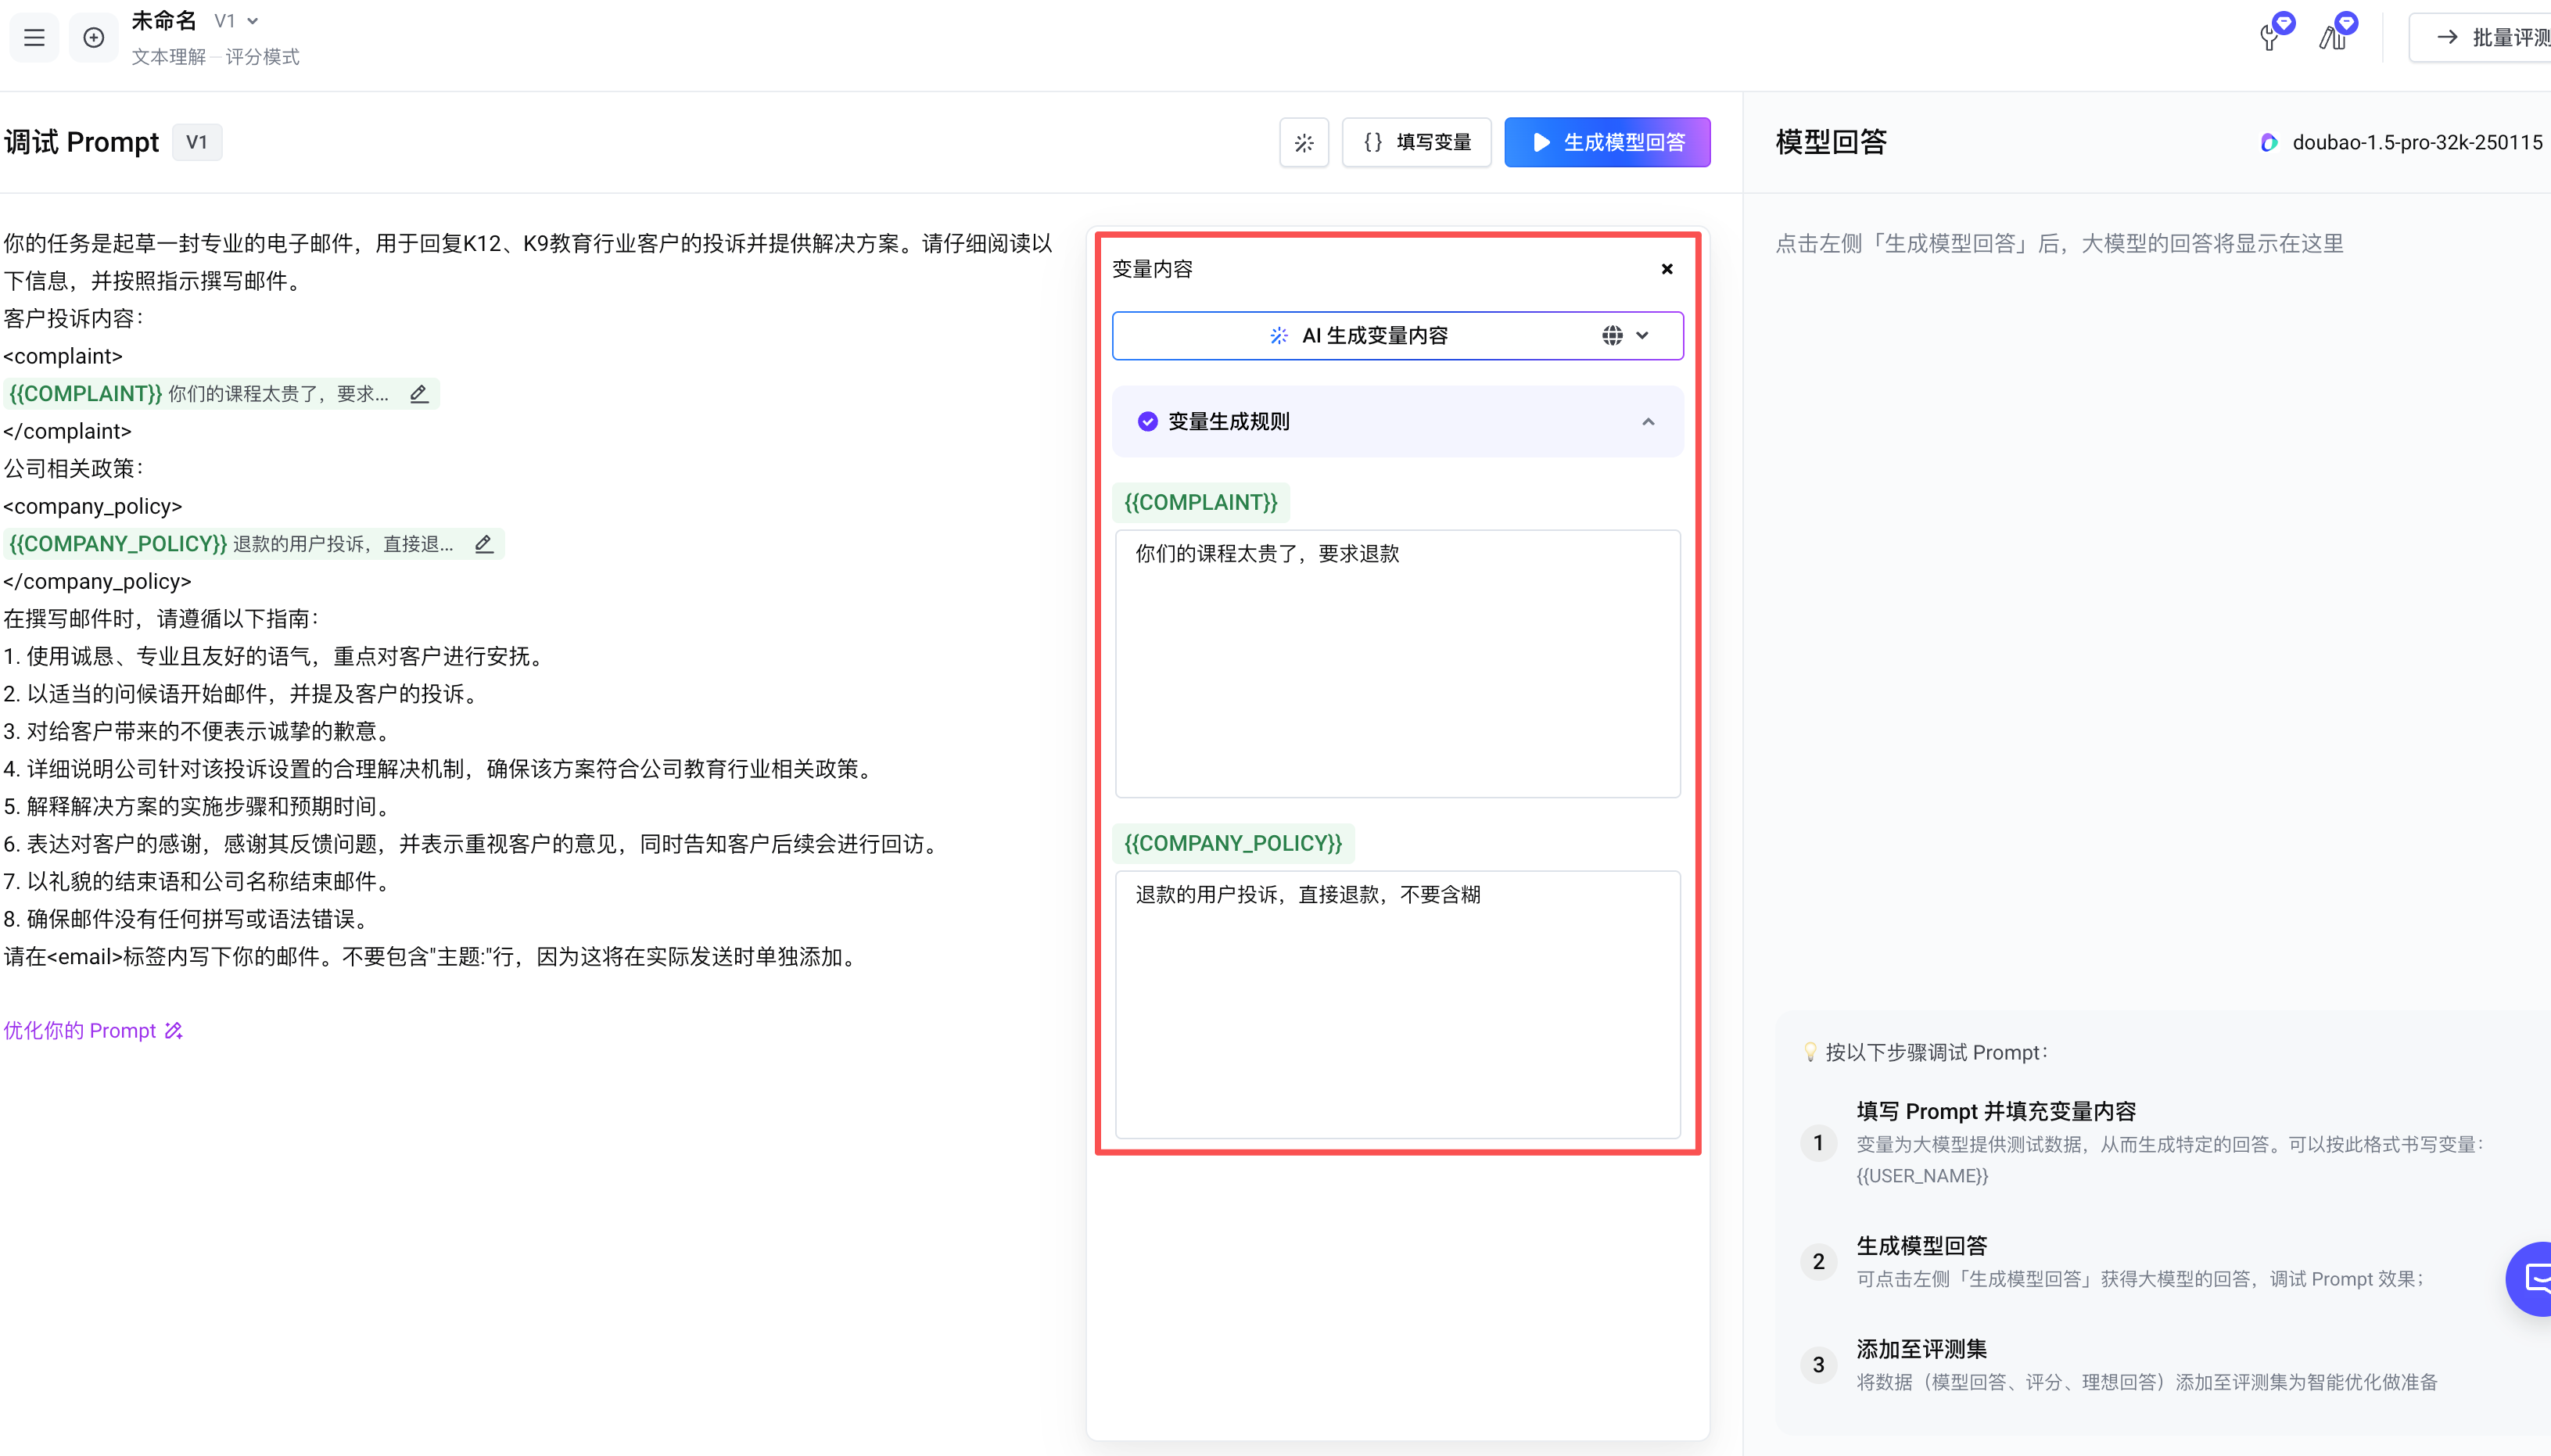 未命名 V1
文本理解—评分模式
批量评测
调试 Prompt V1
{} 填写变量
生成模型回答
模型回答
doubao-1.5-pro-32k-250115
你的任务是起草一封专业的电子邮件，用于回复K12、K9教育行业客户的投诉并提供解决方案。请仔细阅读以
下信息，并按照指示撰写邮件。
客户投诉内容：
<complaint>
{{COMPLAINT}} 你们的课程太贵了，要求...
</complaint>
公司相关政策：
<company_policy>
{{COMPANY_POLICY}} 退款的用户投诉，直接退...
</company_policy>
在撰写邮件时，请遵循以下指南：
1. 使用诚恳、专业且友好的语气，重点对客户进行安抚。
2. 以适当的问候语开始邮件，并提及客户的投诉。
3. 对给客户带来的不便表示诚挚的歉意。
4. 详细说明公司针对该投诉设置的合理解决机制，确保该方案符合公司教育行业相关政策。
5. 解释解决方案的实施步骤和预期时间。
6. 表达对客户的感谢，感谢其反馈问题，并表示重视客户的意见，同时告知客户后续会进行回访。
7. 以礼貌的结束语和公司名称结束邮件。
8. 确保邮件没有任何拼写或语法错误。
请在<email>标签内写下你的邮件。不要包含"主题:"行，因为这将在实际发送时单独添加。
优化你的 Prompt
变量内容
AI 生成变量内容
变量生成规则
{{COMPLAINT}}
你们的课程太贵了，要求退款
{{COMPANY_POLICY}}
退款的用户投诉，直接退款，不要含糊
点击左侧「生成模型回答」后，大模型的回答将显示在这里
按以下步骤调试 Prompt：
1
填写 Prompt 并填充变量内容
变量为大模型提供测试数据，从而生成特定的回答。可以按此格式书写变量：
{{USER_NAME}}
2
生成模型回答
可点击左侧「生成模型回答」获得大模型的回答，调试 Prompt 效果；
3
添加至评测集
将数据（模型回答、评分、理想回答）添加至评测集为智能优化做准备